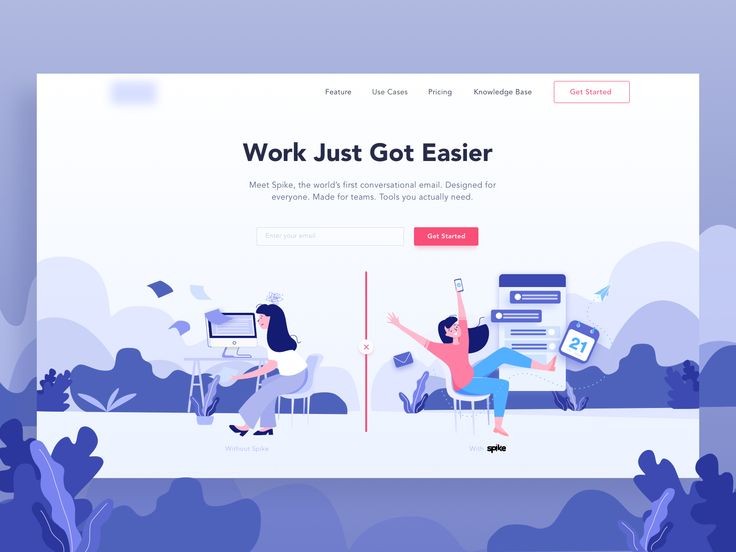 Feature Use Cases Pricing Knowledge Base Get Started
Work Just Got Easier
Meet Spike, the world's first conversational email. Designed for
everyone. Made for teams. Tools you actually need.
Enter your email Get Started
21
Without Spike
With spike